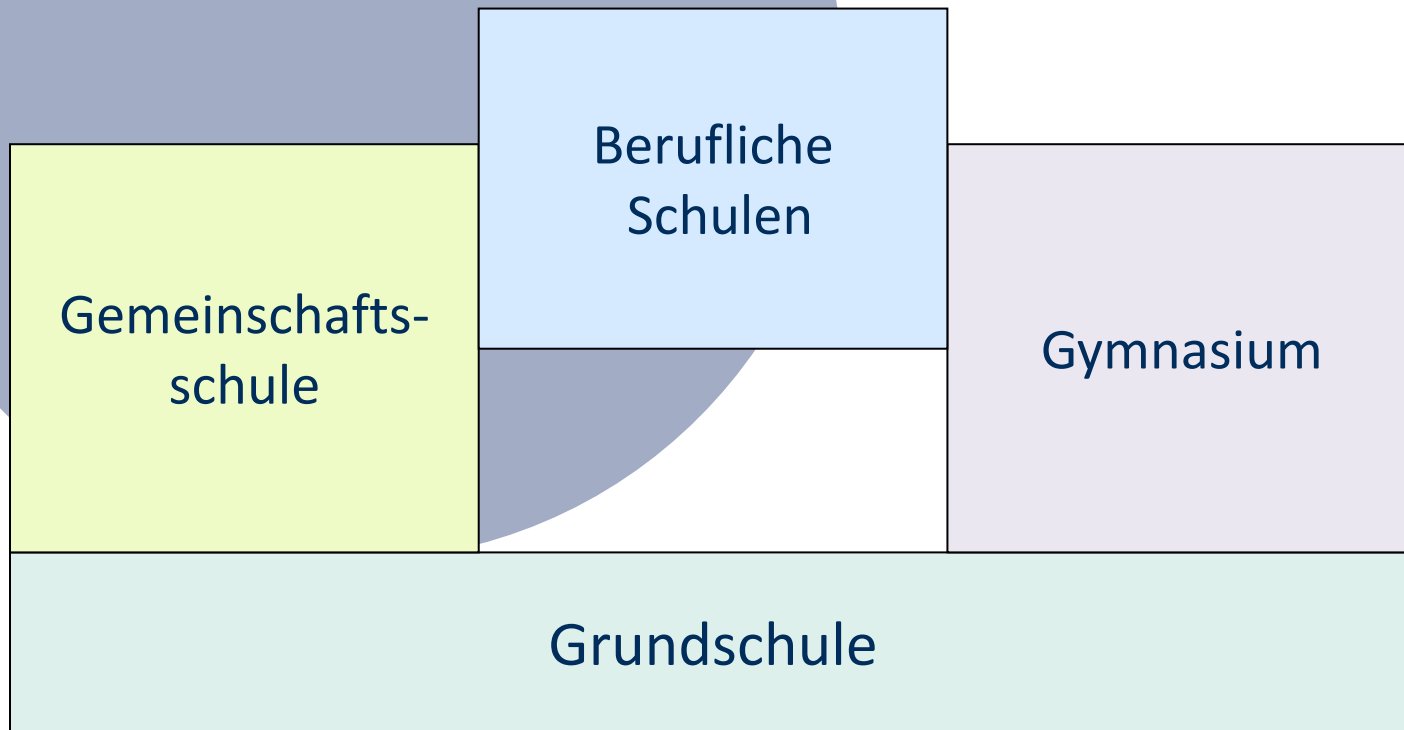 Berufliche
Schulen
Gemeinschafts-
schule
Gymnasium
Grundschule